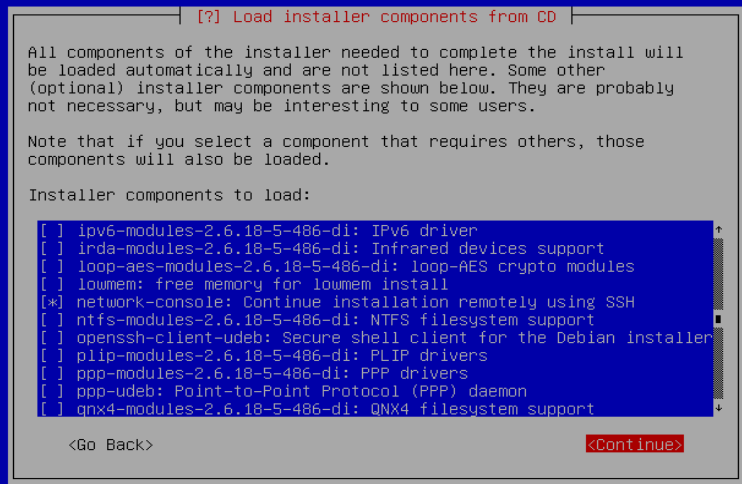 [?] Load installer components from CD
All components of the installer needed to complete the install will
be loaded automatically and are not listed here. Some other
(optional) installer components are shown below. They are probably
not necessary, but may be interesting to some users.
Note that if you select a component that requires others, those
components will also be loaded.
Installer components to load:
[ ] ipv6-modules-2.6.18-5-486-di: IPv6 driver
[ ] irda-modules-2.6.18-5-486-di: Infrared devices support
[ ] loop-aes-modules-2.6.18-5-486-di: loop-AES crypto modules
[ ] lowmem: free memory for lowmem install
[*] network-console: Continue installation remotely using SSH
[ ] ntfs-modules-2.6.18-5-486-di: NTFS filesystem support
[ ] openssh-client-udeb: Secure shell client for the Debian installer
[ ] plip-modules-2.6.18-5-486-di: PLIP drivers
[ ] ppp-modules-2.6.18-5-486-di: PPP drivers
[ ] ppp-udeb: Point-to-Point Protocol (PPP) daemon
[ ] qnx4-modules-2.6.18-5-486-di: QNX4 filesystem support
<Go Back> <Continue>